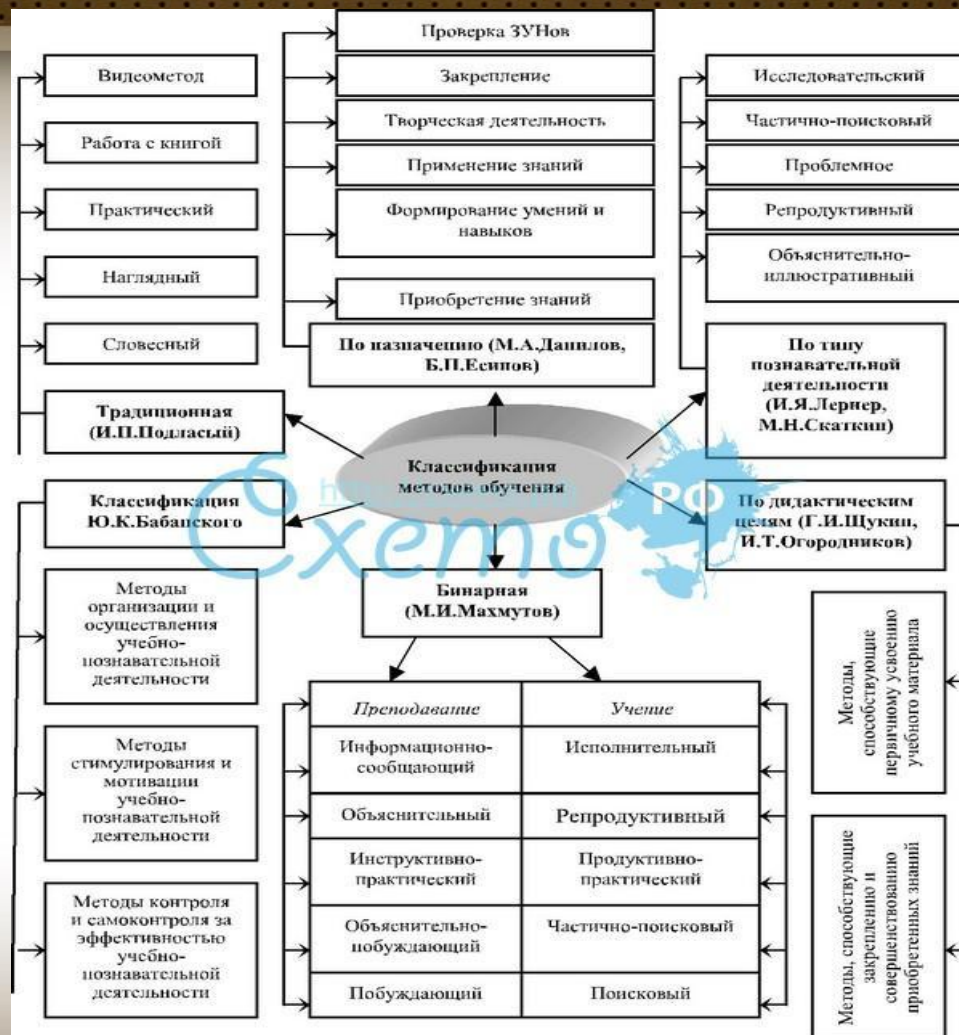 Видеометод
Работа с книгой
Практический
Наглядный
Словесный
Традиционная
(И.П.Подласый)
Проверка ЗУНов
Закрепление
Творческая деятельность
Применение знаний
Формирование умений и
навыков
Приобретение знаний
По назначению (М.А.Данилов,
Б.П.Есипов)
Исследовательский
Частично-поисковый
Проблемное
Репродуктивный
Объяснительно-
иллюстративный
По типу
познавательной
деятельности
(И.Я.Лернер,
М.Н.Скаткин)
Классификация
методов обучения
Классификация
Ю.К.Бабанского
Методы
организации и
осуществления
учебно-
познавательной
деятельности
Методы
стимулирования и
мотивации
учебно-
познавательной
деятельности
Методы контроля
и самоконтроля за
эффективностью
учебно-
познавательной
деятельности
Бинарная
(М.И.Махмутов)
Преподавание Учение
Информационно- Исполнительный
сообщающий
Объяснительный Репродуктивный
Инструктивно- Продуктивно-
практический практический
Объяснительно- Частично-поисковый
побуждающий
Побуждающий Поисковый
По дидактическим
целям (Г.И.Щукин,
И.Т.Огородников)
Методы,
способствующие
первичному усвоению
учебного материала
Методы, способствующие
закреплению и
совершенствованию
приобретенных знаний
Схемо
РФ